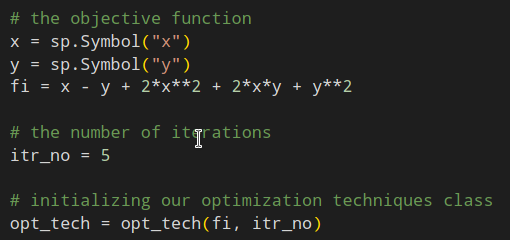 # the objective function
x = sp.Symbol("x")
y = sp.Symbol("y")
fi = x - y + 2*x**2 + 2*x*y + y**2
# the number of iterations
itr_no = 5
# initializing our optimization techniques class
opt_tech = opt_tech(fi, itr_no)